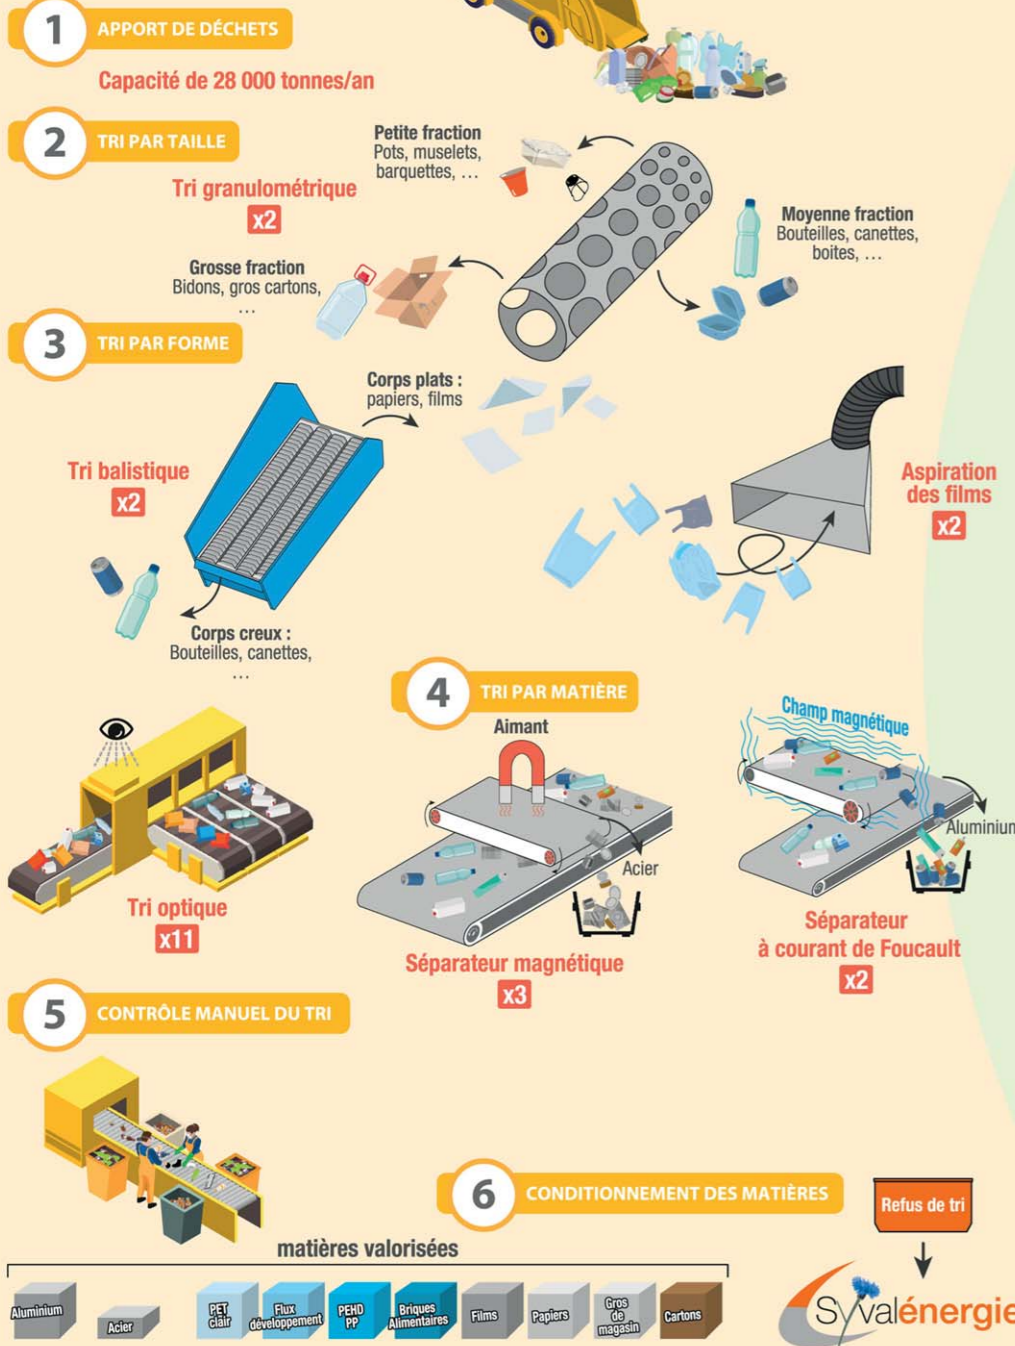 1
APPORT DE DÉCHETS
Capacité de 28 000 tonnes/an
2
TRI PAR TAILLE
Tri granulométrique
x2
Petite fraction
Pots, muselets,
barquettes, ...
Moyenne fraction
Bouteilles, canettes,
boites, ...
Grosse fraction
Bidons, gros cartons,
...
3
TRI PAR FORME
Corps plats :
papiers, films
Tri balistique
x2
Corps creux :
Bouteilles, canettes,
...
Aspiration
des films
x2
4
TRI PAR MATIÈRE
Tri optique
x11
Aimant
Acier
Séparateur magnétique
x3
Champ magnétique
Aluminium
Séparateur
à courant de Foucault
x2
5
CONTRÔLE MANUEL DU TRI
6
CONDITIONNEMENT DES MATIÈRES
matières valorisées
Aluminium
Acier
PET
clair
Flux
développement
PEHD
PP
Briques
Alimentaires
Films
Papiers
Gros
de
magasin
Cartons
Refus de tri
Syvalénergie